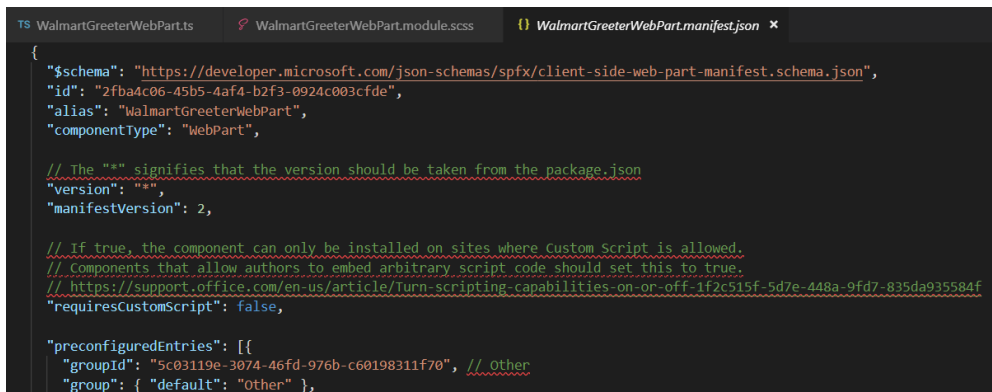 TS WalmartGreeterWebPart.ts WalmartGreeterWebPart.module.scss {} WalmartGreeterWebPart.manifest.json ×
{
"$schema": "https://developer.microsoft.com/json-schemas/spfx/client-side-web-part-manifest.schema.json",
"id": "2fba4c06-45b5-4af4-b2f3-0924c003cfde",
"alias": "WalmartGreeterWebPart",
"componentType": "WebPart",
// The "*" signifies that the version should be taken from the package.json
"version": "*",
"manifestVersion": 2,
// If true, the component can only be installed on sites where Custom Script is allowed.
// Components that allow authors to embed arbitrary script code should set this to true.
// https://support.office.com/en-us/article/Turn-scripting-capabilities-on-or-off-1f2c515f-5d7e-448a-9fd7-835da935584f
"requiresCustomScript": false,
"preconfiguredEntries": [{
"groupId": "5c03119e-3074-46fd-976b-c60198311f70", // Other
"group": { "default": "Other" },